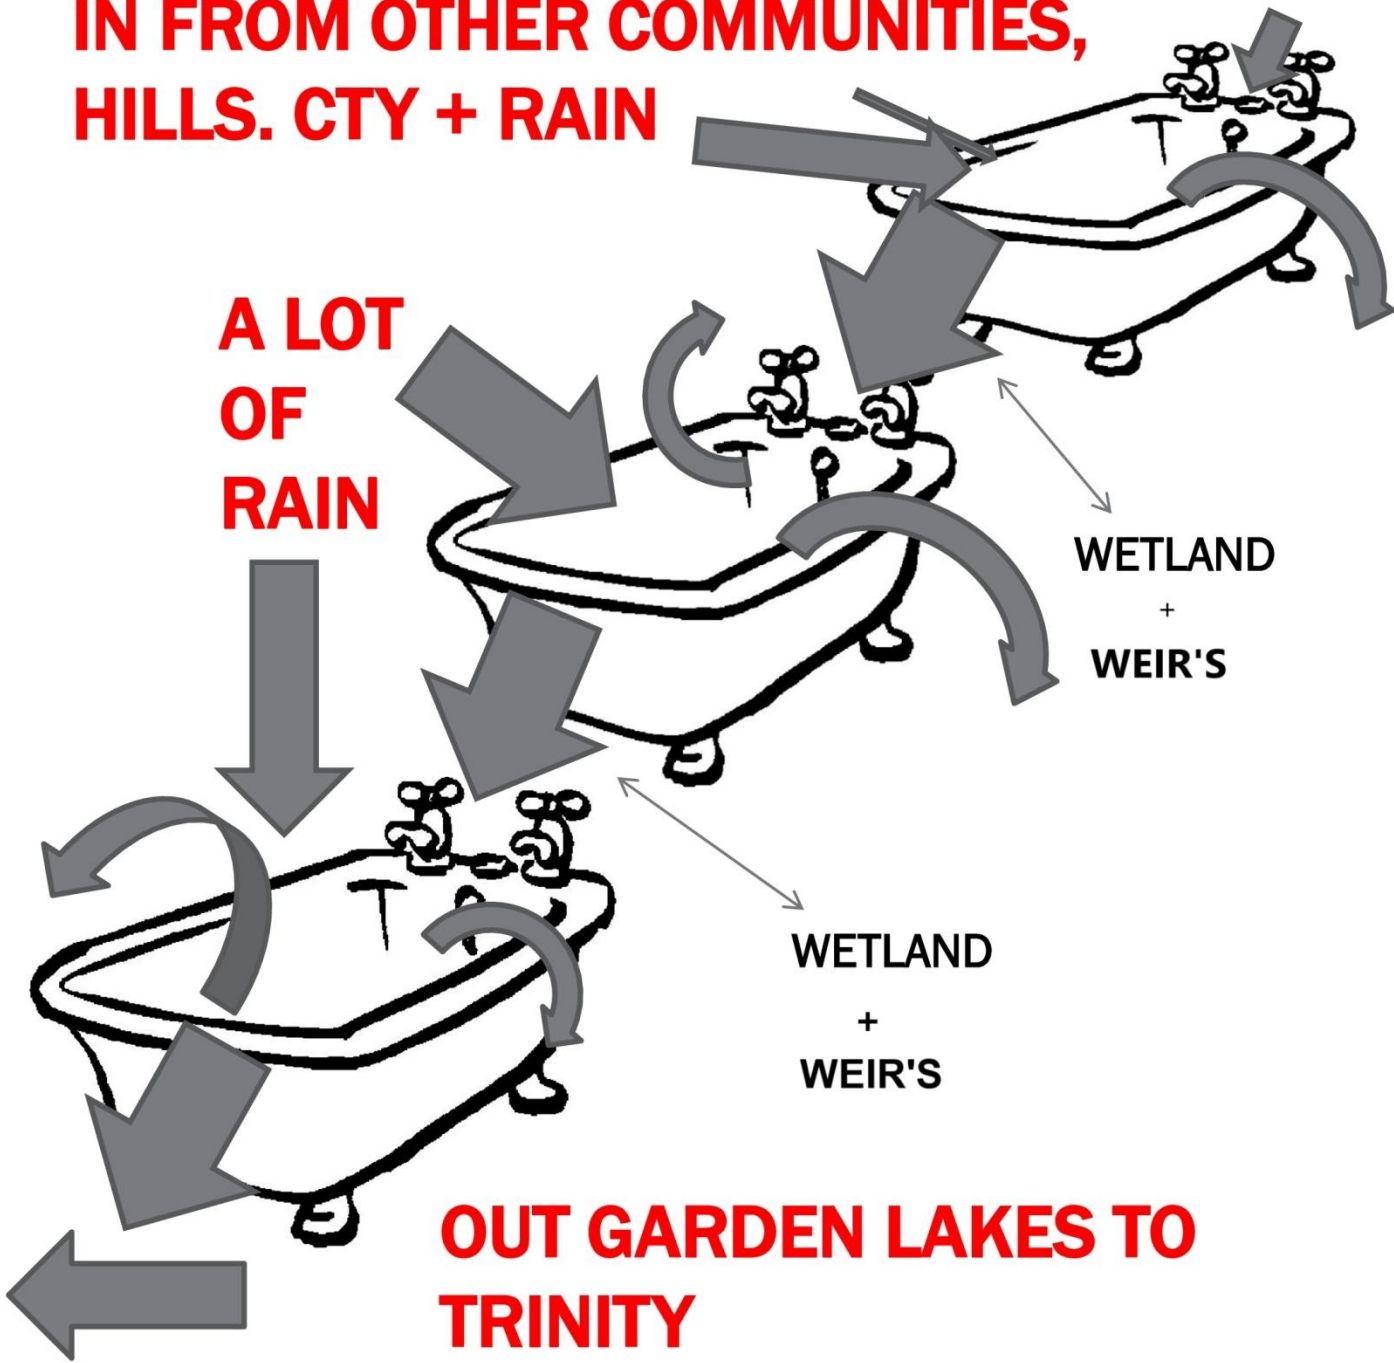 IN FROM OTHER COMMUNITIES,
HILLS. CTY + RAIN
A LOT
OF
RAIN
WETLAND
+
WEIR'S
WETLAND
+
WEIR'S
OUT GARDEN LAKES TO
TRINITY